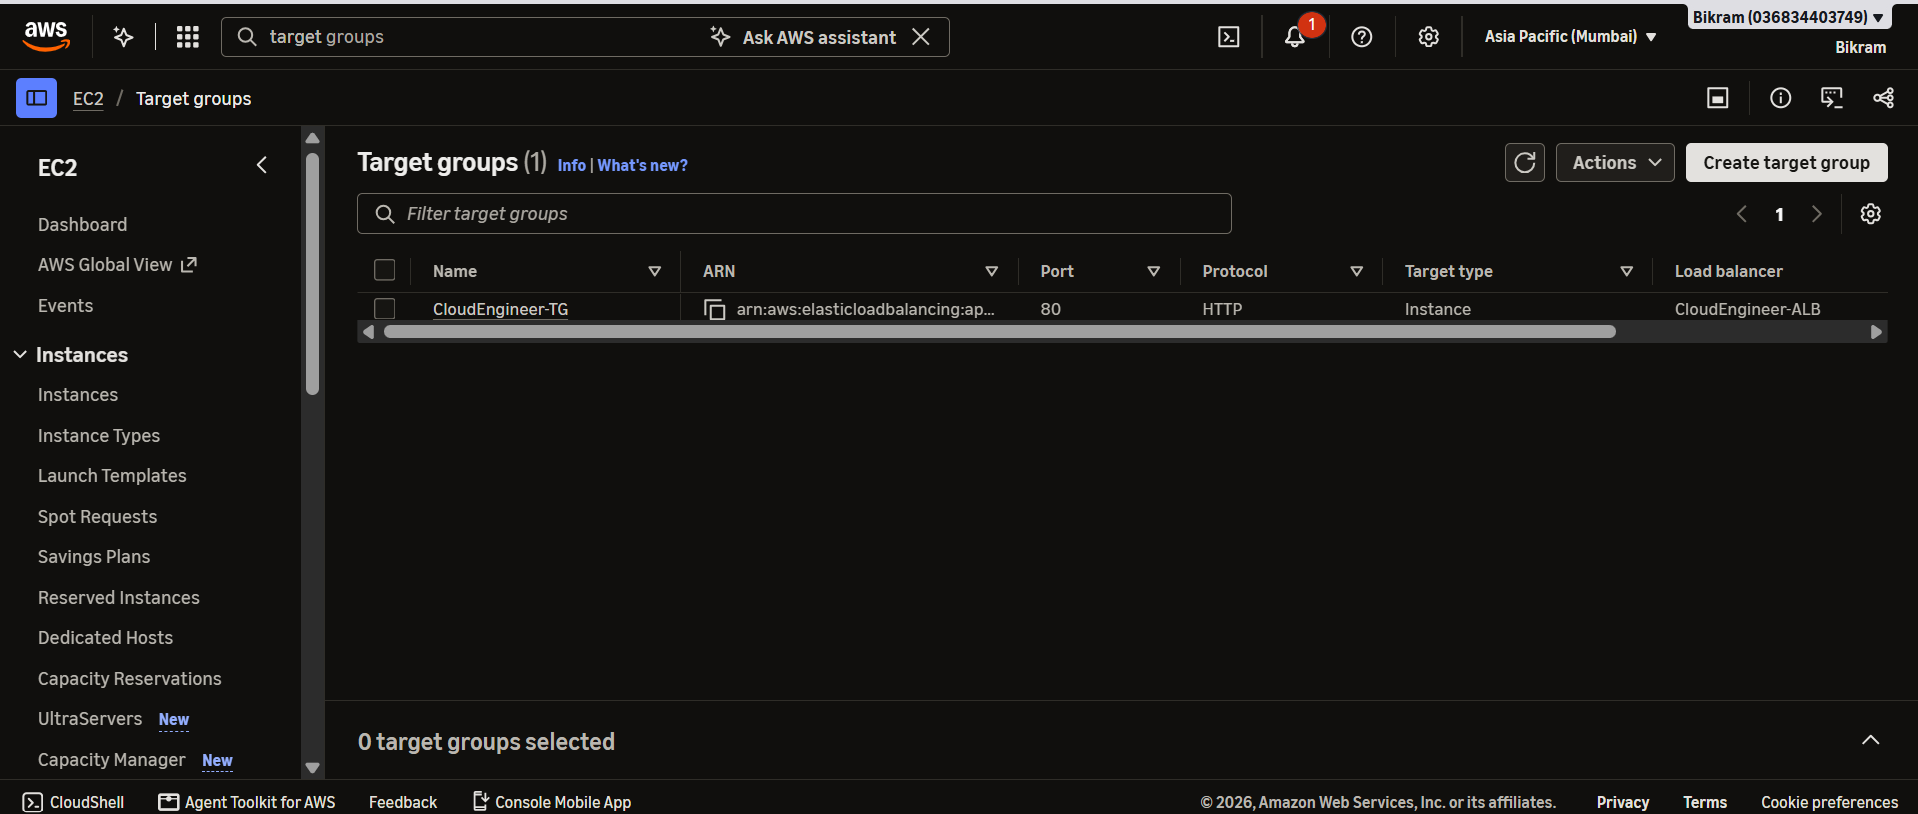 aws
target groups
Ask AWS assistant
1
Asia Pacific (Mumbai)
Bikram (036834403749)
Bikram
EC2 / Target groups
EC2
Dashboard
AWS Global View
Events
Instances
Instances
Instance Types
Launch Templates
Spot Requests
Savings Plans
Reserved Instances
Dedicated Hosts
Capacity Reservations
UltraServers New
Capacity Manager New
Target groups (1) Info | What's new?
Actions
Create target group
Filter target groups
1
Name ARN Port Protocol Target type Load balancer
CloudEngineer-TG arn:aws:elasticloadbalancing:ap... 80 HTTP Instance CloudEngineer-ALB
0 target groups selected
CloudShell Agent Toolkit for AWS Feedback Console Mobile App © 2026, Amazon Web Services, Inc. or its affiliates. Privacy Terms Cookie preferences